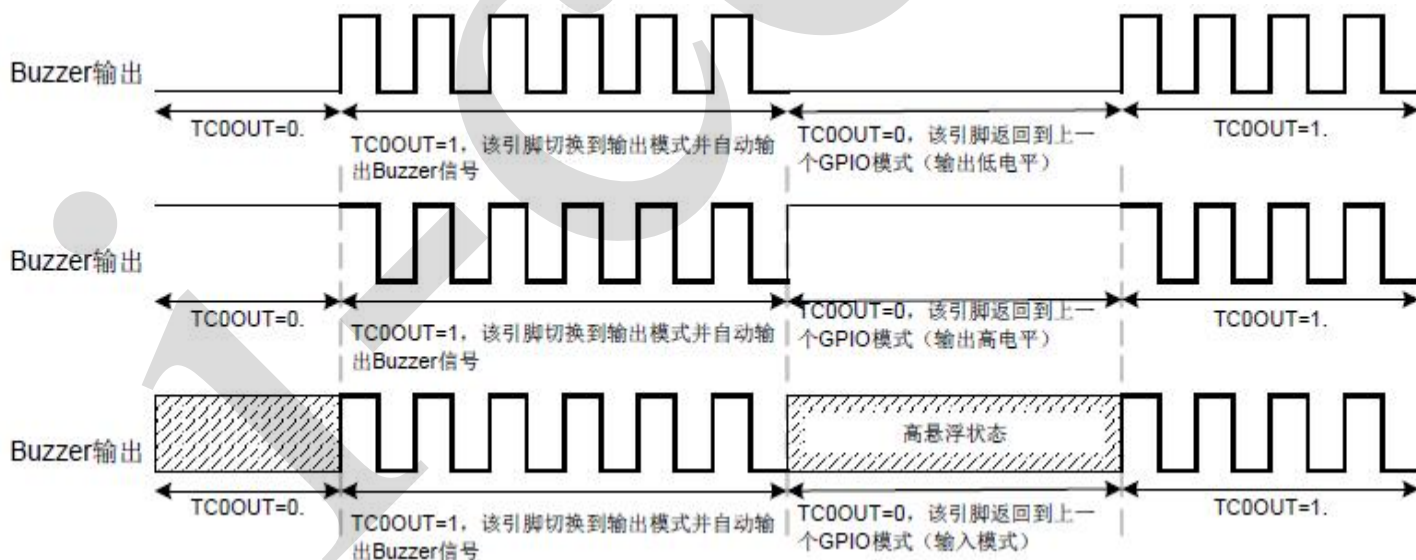 Buzzer输出
TC0OUT=0.
TC0OUT=1，该引脚切换到输出模式并自动输
出Buzzer信号
TC0OUT=0，该引脚返回到上一
个GPIO模式（输出低电平）
TC0OUT=1.
Buzzer输出
TC0OUT=0.
TC0OUT=1，该引脚切换到输出模式并自动输
出Buzzer信号
TC0OUT=0，该引脚返回到上一
个GPIO模式（输出高电平）
TC0OUT=1.
Buzzer输出
高悬浮状态
TC0OUT=0.
TC0OUT=1，该引脚切换到输出模式并自动输
出Buzzer信号
TC0OUT=0，该引脚返回到上一
个GPIO模式（输入模式）
TC0OUT=1.